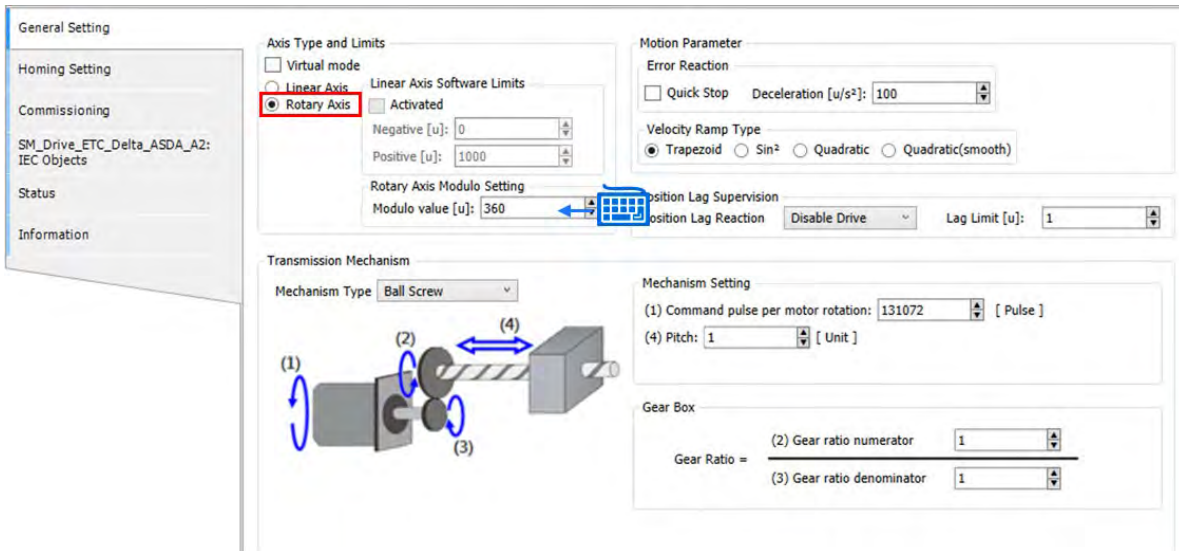 General Setting
Homing Setting
Commissioning
SM_Drive_ETC_Delta_ASDA_A2:
IEC Objects
Status
Information
Axis Type and Limits
Virtual mode
Linear Axis
Rotary Axis
Linear Axis Software Limits
Activated
Negative [u]: 0
Positive [u]: 1000
Rotary Axis Modulo Setting
Modulo value [u]: 360
Motion Parameter
Error Reaction
Quick Stop Deceleration [u/s²]: 100
Velocity Ramp Type
Trapezoid Sin² Quadratic Quadratic(smooth)
osition Lag Supervision
osition Lag Reaction Disable Drive Lag Limit [u]: 1
Transmission Mechanism
Mechanism Type Ball Screw
(1)
(2)
(4)
(3)
Mechanism Setting
(1) Command pulse per motor rotation: 131072 [ Pulse ]
(4) Pitch: 1 [ Unit ]
Gear Box
Gear Ratio =
(2) Gear ratio numerator 1
(3) Gear ratio denominator 1